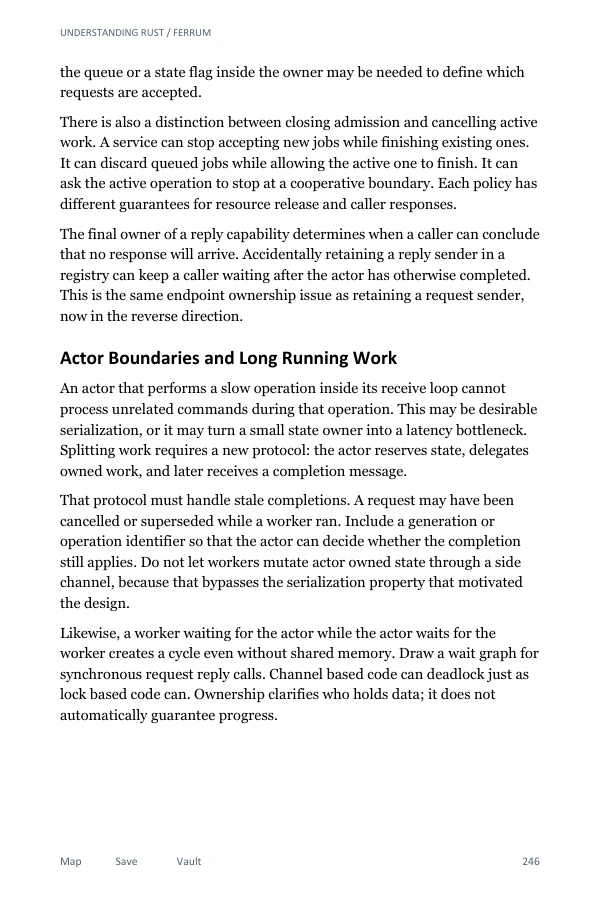 UNDERSTANDING RUST / FERRUM
the queue or a state flag inside the owner may be needed to define which
requests are accepted.
There is also a distinction between closing admission and cancelling active
work. A service can stop accepting new jobs while finishing existing ones.
It can discard queued jobs while allowing the active one to finish. It can
ask the active operation to stop at a cooperative boundary. Each policy has
different guarantees for resource release and caller responses.
The final owner of a reply capability determines when a caller can conclude
that no response will arrive. Accidentally retaining a reply sender in a
registry can keep a caller waiting after the actor has otherwise completed.
This is the same endpoint ownership issue as retaining a request sender,
now in the reverse direction.
Actor Boundaries and Long Running Work
An actor that performs a slow operation inside its receive loop cannot
process unrelated commands during that operation. This may be desirable
serialization, or it may turn a small state owner into a latency bottleneck.
Splitting work requires a new protocol: the actor reserves state, delegates
owned work, and later receives a completion message.
That protocol must handle stale completions. A request may have been
cancelled or superseded while a worker ran. Include a generation or
operation identifier so that the actor can decide whether the completion
still applies. Do not let workers mutate actor owned state through a side
channel, because that bypasses the serialization property that motivated
the design.
Likewise, a worker waiting for the actor while the actor waits for the
worker creates a cycle even without shared memory. Draw a wait graph for
synchronous request reply calls. Channel based code can deadlock just as
lock based code can. Ownership clarifies who holds data; it does not
automatically guarantee progress.
Map Save Vault 246